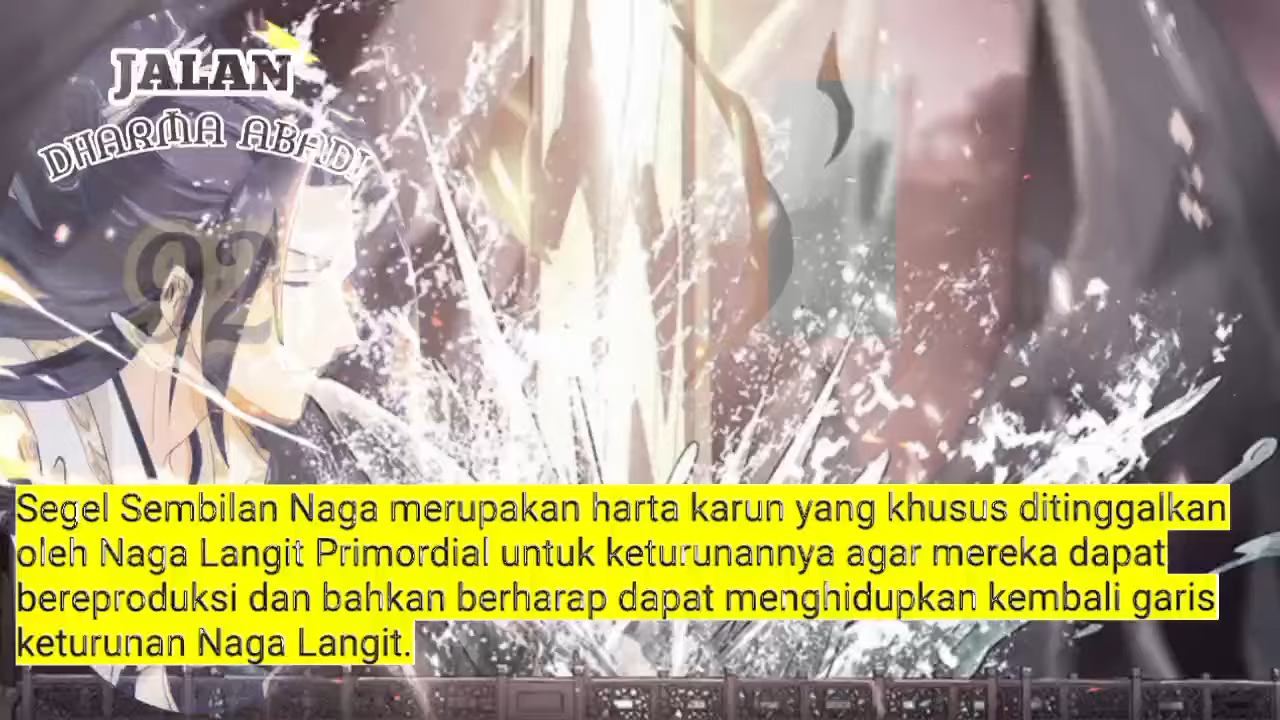 JALAN
DHARMA ABADI
92
Segel Sembilan Naga merupakan harta karun yang khusus ditinggalkan
oleh Naga Langit Primordial untuk keturunannya agar mereka dapat
bereproduksi dan bahkan berharap dapat menghidupkan kembali garis
keturunan Naga Langit.